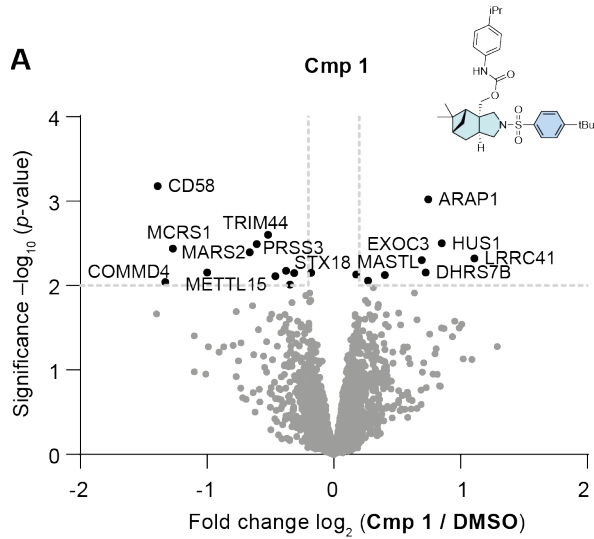 A
Cmp 1
iPr
NH
O
O
N
S
O
O
tBu
H
4
3
2
1
0
Significance –log₁₀ (p-value)
CD58
ARAP1
TRIM44
MCRS1
MARS2
PRSS3
EXOC3
HUS1
STX18
MASTL
LRRC41
COMMD4
METTL15
DHRS7B
-2
-1
0
1
2
Fold change log₂ (Cmp 1 / DMSO)